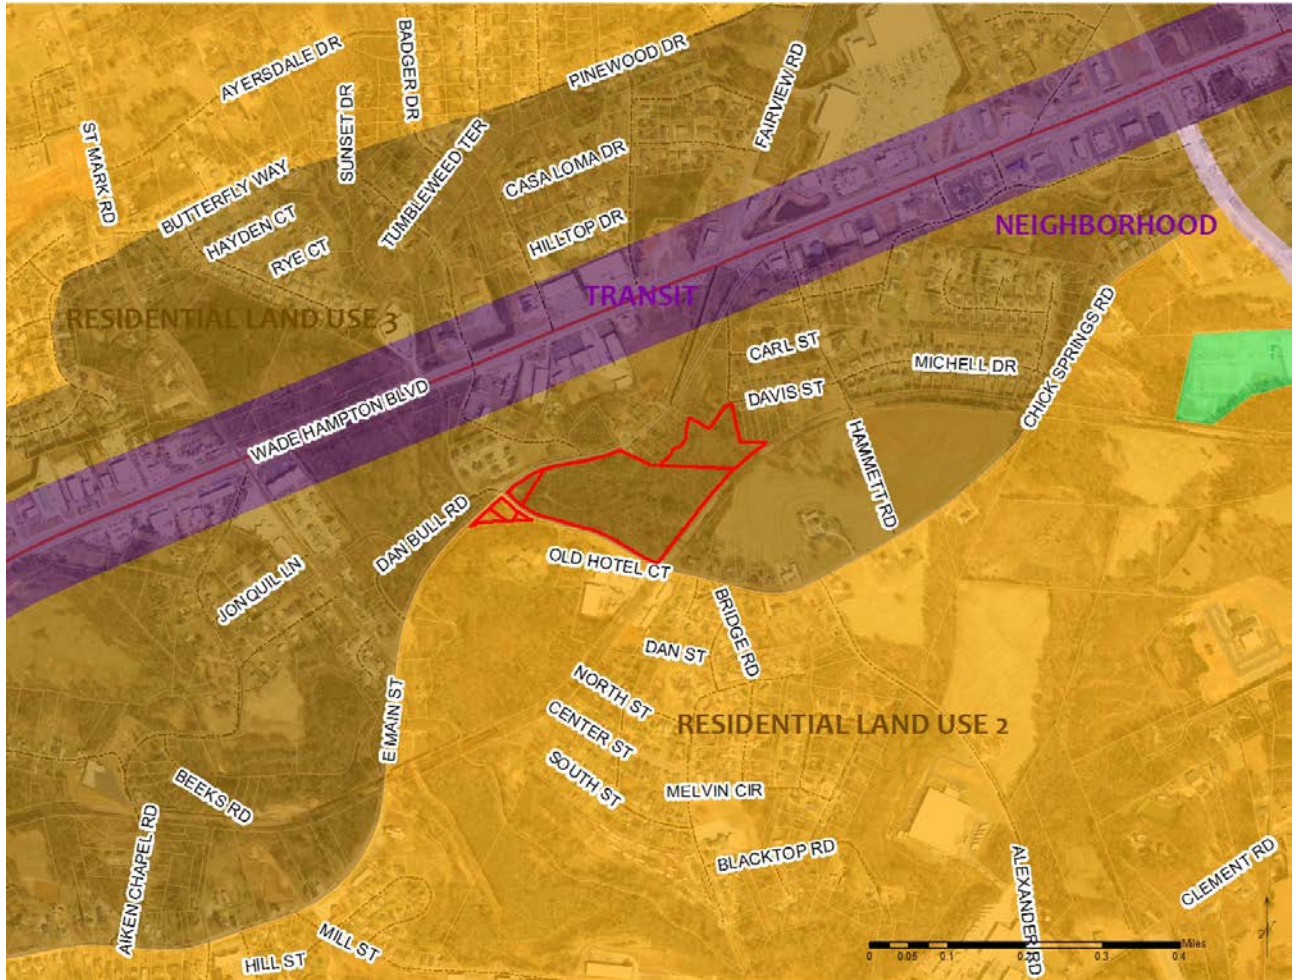 BADGER DR
AYERSDALE DR
PINEWOOD DR
FAIRVIEW RD
SUNSET DR
ST MARK RD
TUMBLEWEED TER
CASA LOMA DR
BUTTERFLY WAY
HAYDEN CT
RYE CT
HILLTOP DR
NEIGHBORHOOD
TRANSIT
RESIDENTIAL LAND USE 3
CARL ST
MICHELL DR
CHICK SPRINGS RD
DAVIS ST
WADE HAMPTON BLVD
HAMMETT RD
DAN BULL RD
OLD HOTEL CT
JONQUIL LN
BRIDGE RD
DAN ST
NORTH ST
E MAIN ST
CENTER ST
RESIDENTIAL LAND USE 2
SOUTH ST
BEEKS RD
MELVIN CIR
BLACKTOP RD
AIKEN CHAPEL RD
ALEXANDER RD
CLEMENT RD
MILL ST
HILL ST
Miles
0 0.05 0.1 0.2 0.3 0.4